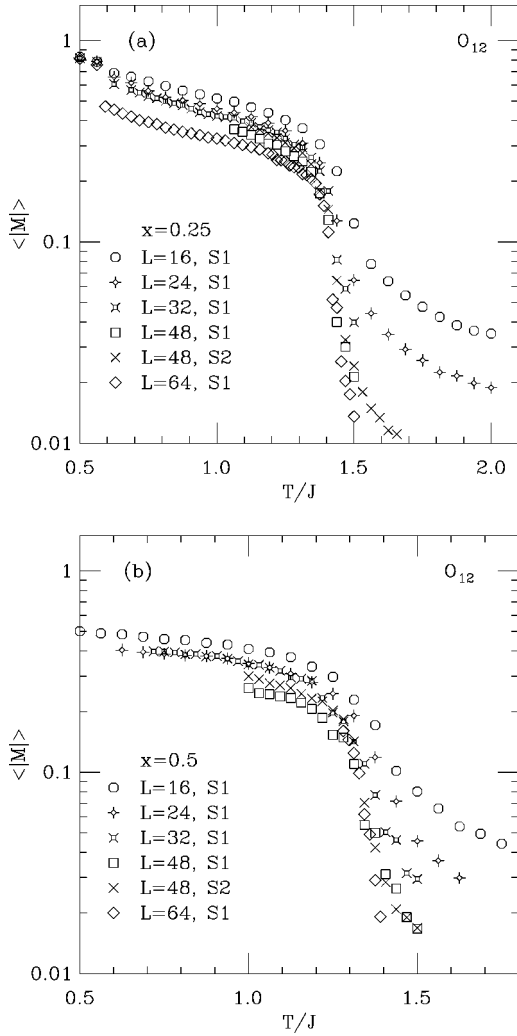 (a) O₁₂
1
0.1
0.01
<|M|>
x=0.25
L=16, S1
L=24, S1
L=32, S1
L=48, S1
L=48, S2
L=64, S1
0.5 1.0 1.5 2.0
T/J
(b) O₁₂
1
0.1
0.01
<|M|>
x=0.5
L=16, S1
L=24, S1
L=32, S1
L=48, S1
L=48, S2
L=64, S1
0.5 1.0 1.5
T/J